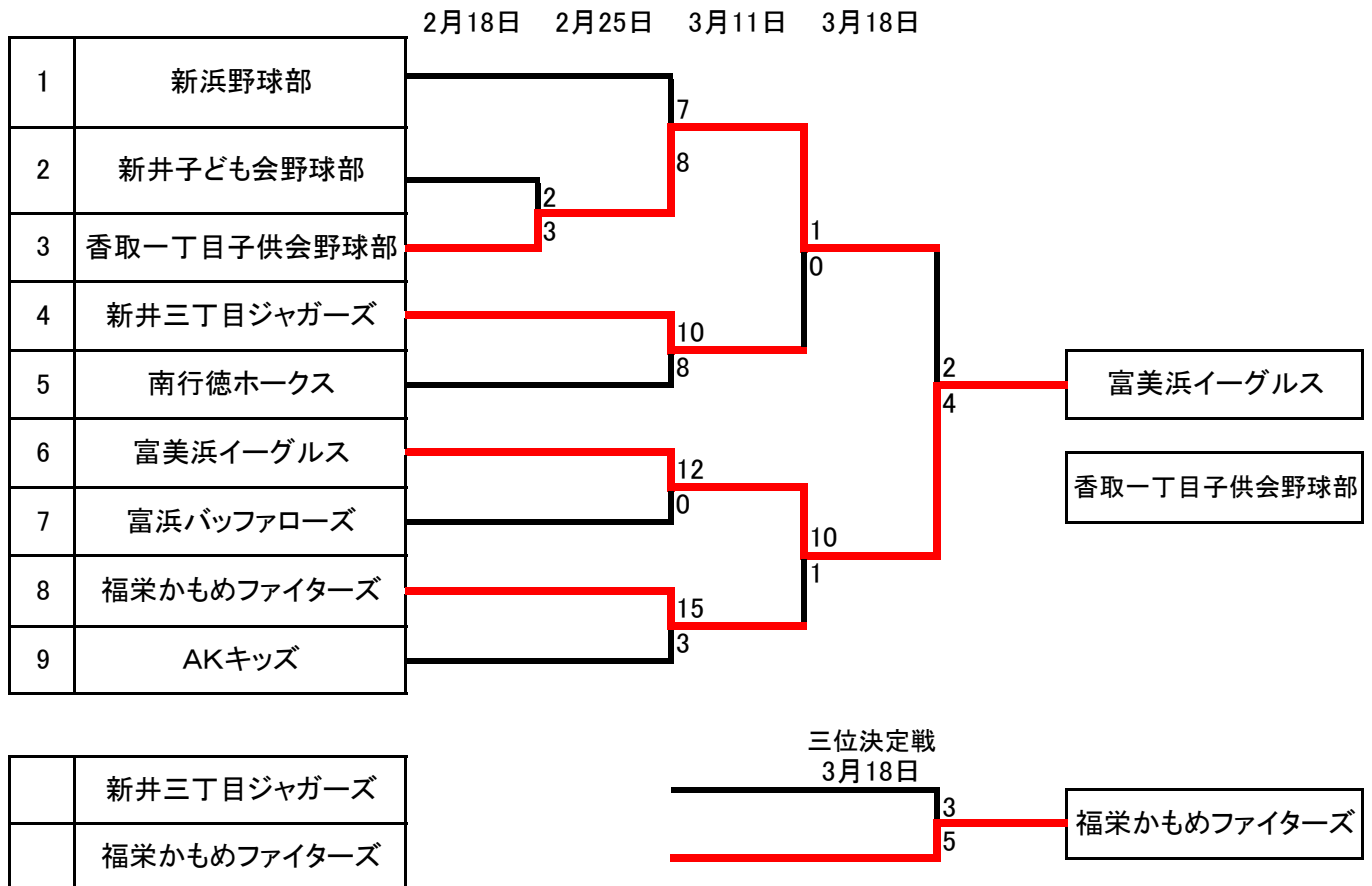 2月18日 2月25日 3月11日 3月18日
1 新浜野球部
7
2 新井子ども会野球部
8
2
3 香取一丁目子供会野球部
3
1
0
4 新井三丁目ジャガーズ
10
5 南行徳ホークス
8
2
富美浜イーグルス
4
6 富美浜イーグルス
12
香取一丁目子供会野球部
0
7 富浜バッファローズ
10
1
8 福栄かもめファイターズ
15
3
9 AKキッズ
三位決定戦
3月18日
新井三丁目ジャガーズ
3
福栄かもめファイターズ
5
福栄かもめファイターズ